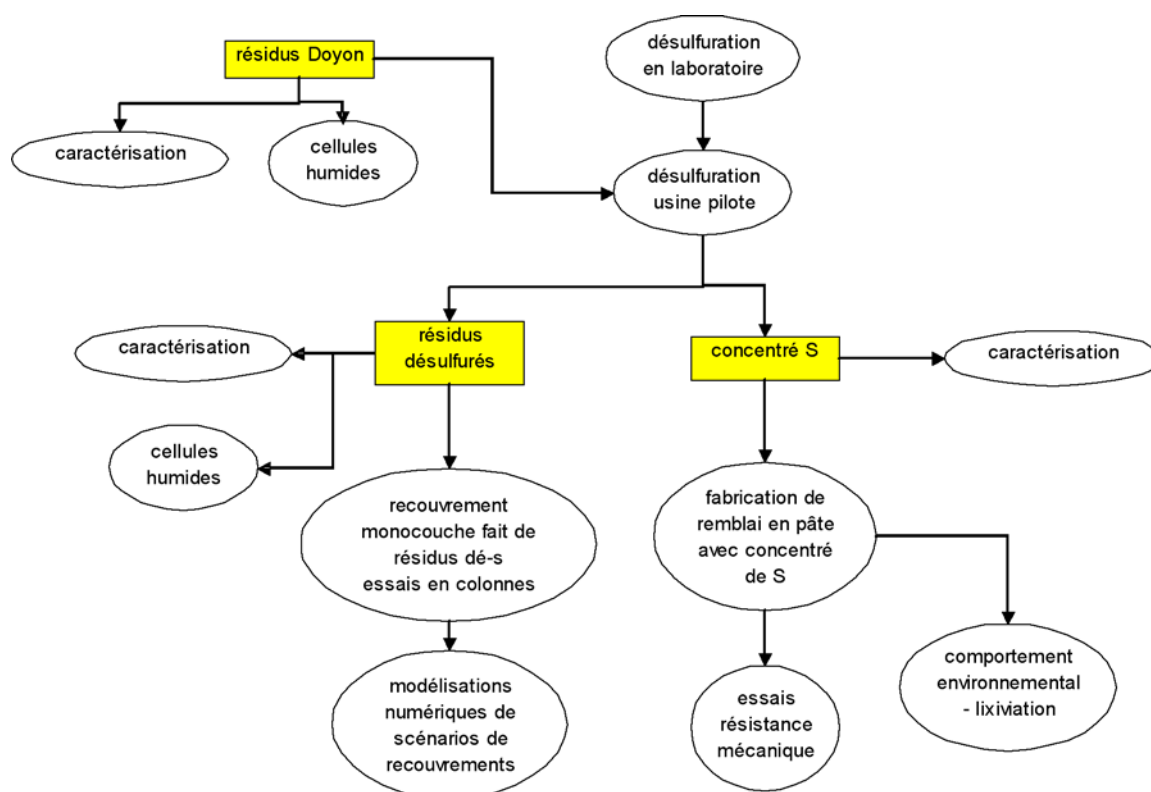 résidus Doyon
désulfuration
en laboratoire
caractérisation
cellules
humides
désulfuration
usine pilote
résidus
désulfurés
concentré S
caractérisation
caractérisation
cellules
humides
recouvrement
monocouche fait de
résidus dé-s
essais en colonnes
fabrication de
remblai en pâte
avec concentré
de S
modélisations
numériques de
scénarios de
recouvrements
essais
résistance
mécanique
comportement
environnemental
- lixiviation